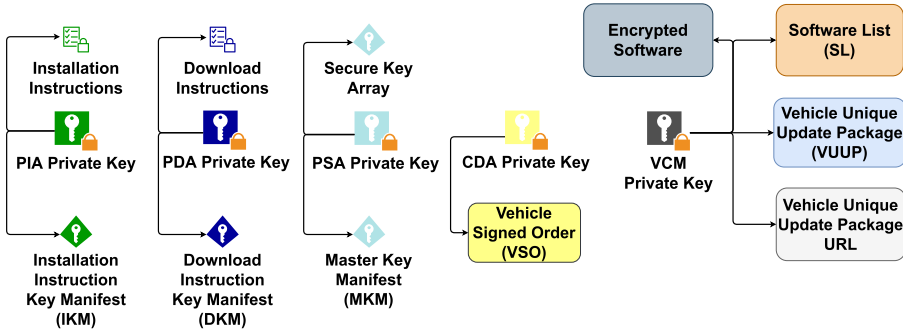 Installation
Instructions
PIA Private Key
Installation
Instruction
Key Manifest
(IKM)
Download
Instructions
PDA Private Key
Download
Instruction
Key Manifest
(DKM)
Secure Key
Array
PSA Private Key
Master Key
Manifest
(MKM)
CDA Private Key
Vehicle
Signed Order
(VSO)
Encrypted
Software
VCM
Private Key
Software List
(SL)
Vehicle Unique
Update Package
(VUUP)
Vehicle Unique
Update Package
URL